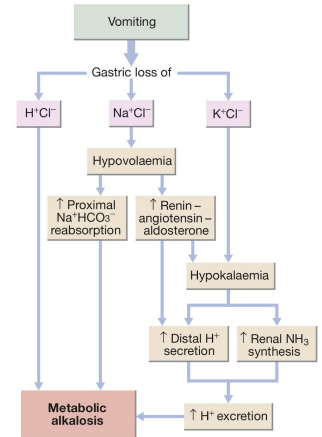 Vomiting
Gastric loss of
H⁺Cl⁻
Na⁺Cl⁻
K⁺Cl⁻
Hypovolaemia
↑ Proximal
Na⁺HCO₃⁻
reabsorption
↑ Renin –
angiotensin –
aldosterone
Hypokalaemia
↑ Distal H⁺
secretion
↑ Renal NH₃
synthesis
Metabolic
alkalosis
↑ H⁺ excretion